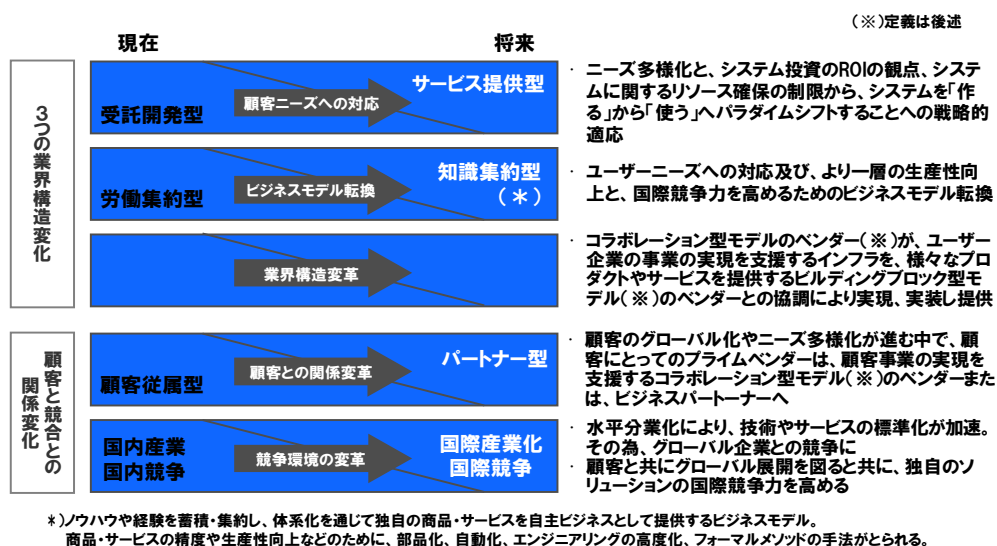 (※)定義は後述
現在
将来
3つの業界構造変化
受託開発型
顧客ニーズへの対応
サービス提供型
・ ニーズ多様化と、システム投資のROIの観点、システ
ムに関するリソース確保の制限から、システムを「作
る」から「使う」へパラダイムシフトすることへの戦略的
適応
労働集約型
ビジネスモデル転換
知識集約型
(*)
・ ユーザーニーズへの対応及び、より一層の生産性向
上と、国際競争力を高めるためのビジネスモデル転換
業界構造変革
・ コラボレーション型モデルのベンダー(※)が、ユーザー
企業の事業の実現を支援するインフラを、様々なプロ
ダクトやサービスを提供するビルディングブロック型モ
デル(※)のベンダーとの協調により実現、実装し提供
顧客と競合との
関係変化
顧客従属型
顧客との関係変革
パートナー型
・ 顧客のグローバル化やニーズ多様化が進む中で、顧
客にとってのプライムベンダーは、顧客事業の実現を
支援するコラボレーション型モデル(※)のベンダーまた
は、ビジネスパートーナーへ
国内産業
国内競争
競争環境の変革
国際産業化
国際競争
・ 水平分業化により、技術やサービスの標準化が加速。
その為、グローバル企業との競争に
・ 顧客と共にグローバル展開を図ると共に、独自のソ
リューションの国際競争力を高める
*)ノウハウや経験を蓄積・集約し、体系化を通じて独自の商品・サービスを自主ビジネスとして提供するビジネスモデル。
商品・サービスの精度や生産性向上などのために、部品化、自動化、エンジニアリングの高度化、フォーマルメソッドの手法がとられる。